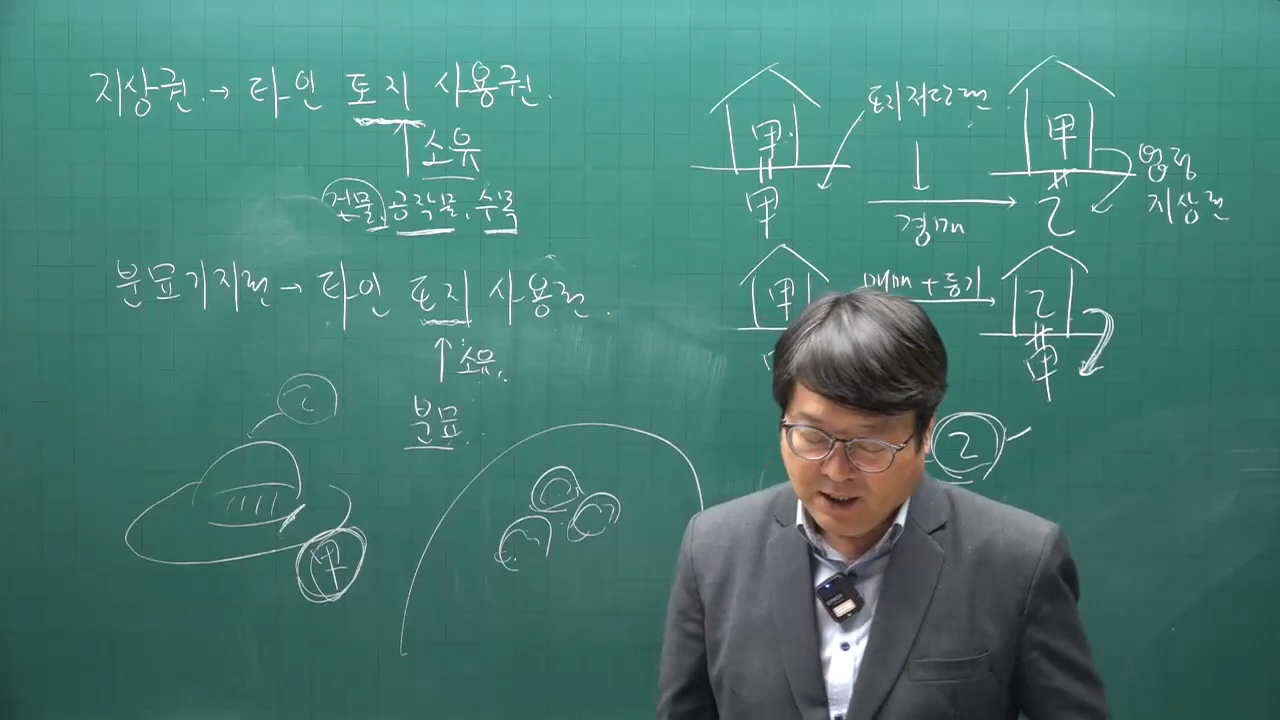 지상권 → 타인 토지 사용권.
↑ 소유
건물, 공작물, 수목
분묘기지권 → 타인 토지 사용권.
↑ 소유.
분묘.
乙
甲
甲
甲
토지저당권
경매
甲
乙
법정
지상권
甲
매매 + 등기
乙
甲
乙